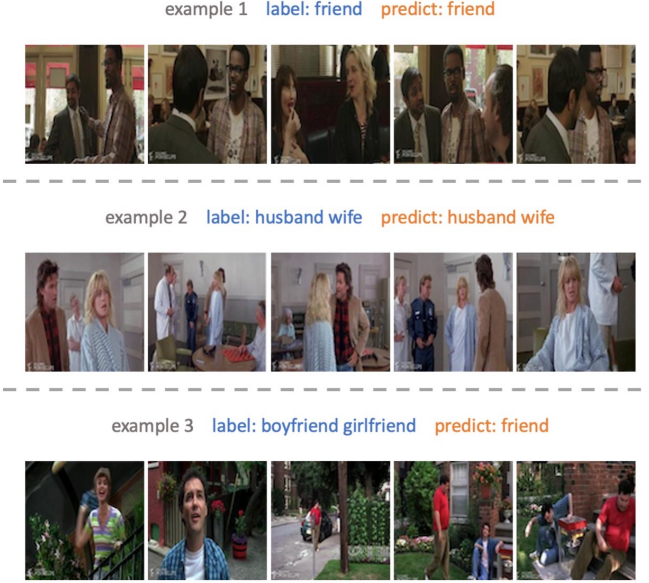 example 1 label: friend predict: friend
example 2 label: husband wife predict: husband wife
example 3 label: boyfriend girlfriend predict: friend